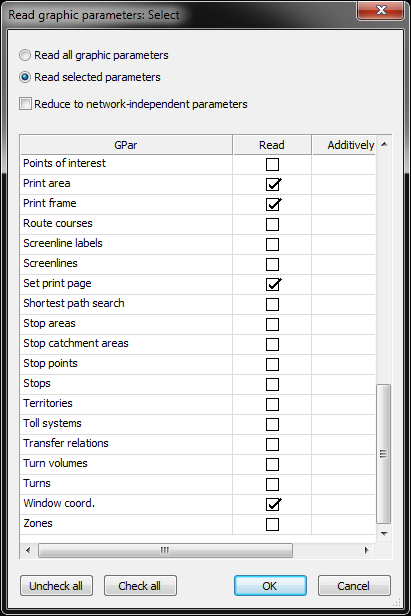 Read graphic parameters: Select
Read all graphic parameters
Read selected parameters
Reduce to network-independent parameters
GPar Read Additively
Points of interest
Print area
Print frame
Route courses
Screenline labels
Screenlines
Set print page
Shortest path search
Stop areas
Stop catchment areas
Stop points
Stops
Territories
Toll systems
Transfer relations
Turn volumes
Turns
Window coord.
Zones
Uncheck all Check all OK Cancel